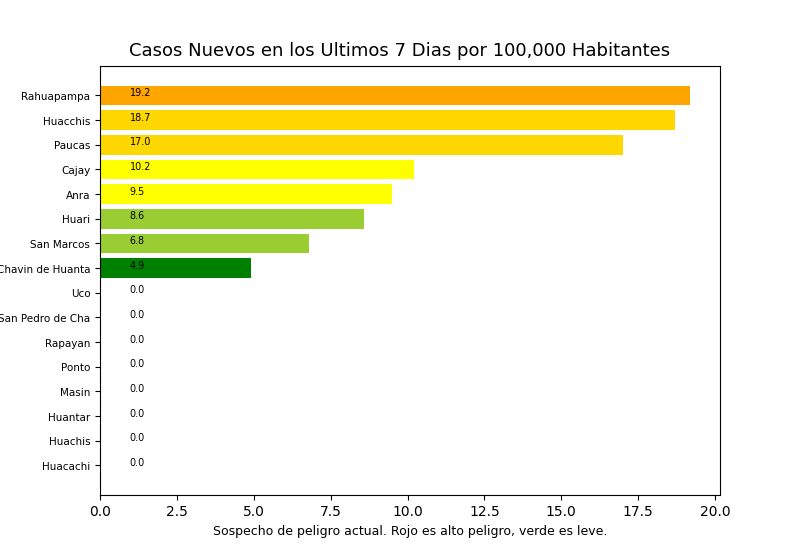 Casos Nuevos en los Ultimos 7 Dias por 100,000 Habitantes
Rahuapampa 19.2
Huacchis 18.7
Paucas 17.0
Cajay 10.2
Anra 9.5
Huari 8.6
San Marcos 6.8
Chavin de Huanta 4.9
Uco 0.0
San Pedro de Cha 0.0
Rapayan 0.0
Ponto 0.0
Masin 0.0
Huantar 0.0
Huachis 0.0
Huacachi 0.0
0.0 2.5 5.0 7.5 10.0 12.5 15.0 17.5 20.0
Sospecho de peligro actual. Rojo es alto peligro, verde es leve.